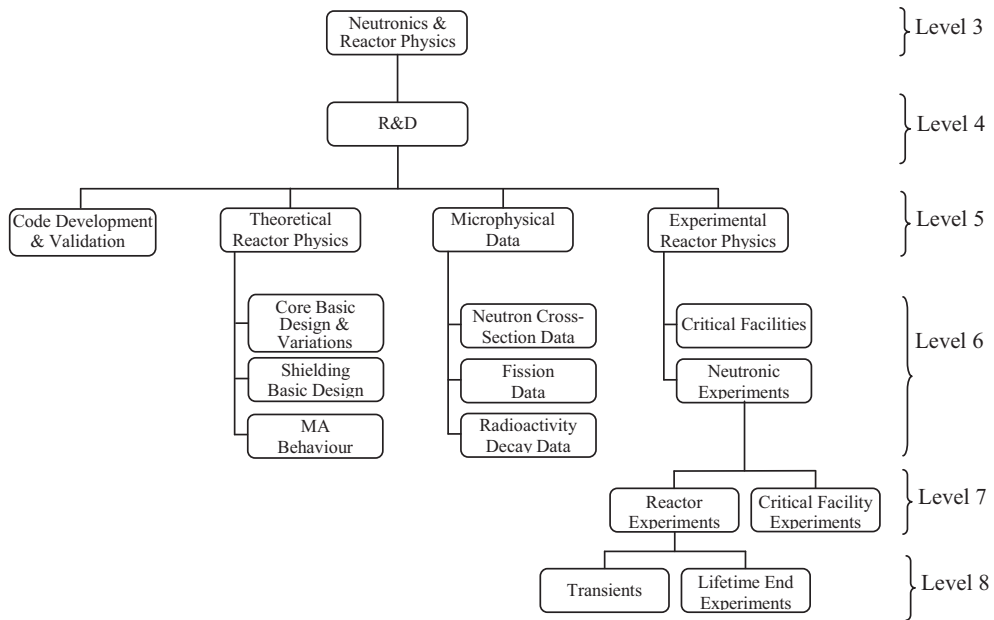 Neutronics &
Reactor Physics
Level 3
R&D
Level 4
Code Development
& Validation
Theoretical
Reactor Physics
Microphysical
Data
Experimental
Reactor Physics
Level 5
Core Basic
Design &
Variations
Neutron Cross-
Section Data
Critical Facilities
Level 6
Shielding
Basic Design
Fission
Data
Neutronic
Experiments
MA
Behaviour
Radioactivity
Decay Data
Reactor
Experiments
Critical Facility
Experiments
Level 7
Transients
Lifetime End
Experiments
Level 8